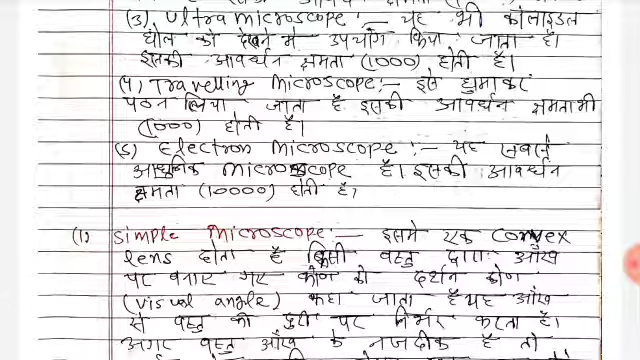 (3) Ultra microscope :- यह भी कोलाइडल
घोल को देखने में उपयोग किया जाता है।
इसकी आवर्धन क्षमता (1000) होती है।
(4) Travelling Microscope :- इसे घुमाकर
पठन लिया जाता है इसकी आवर्धन क्षमता भी
(1000) होती है।
(5) Electron Microscope :- यह सबसे
आधुनिक microscope है। इसकी आवर्धन
क्षमता (10000) होती है।
(1) Simple Microscope :- इसमें एक convex
lens होता है किसी वस्तु द्वारा आँख
पर बनाए गए कोण को दर्शन कोण
(visual angle) कहा जाता है यह आँख
से वस्तु की दुरी पर निर्भर करता है।
अगर वस्तु आँख के नजदीक है तो